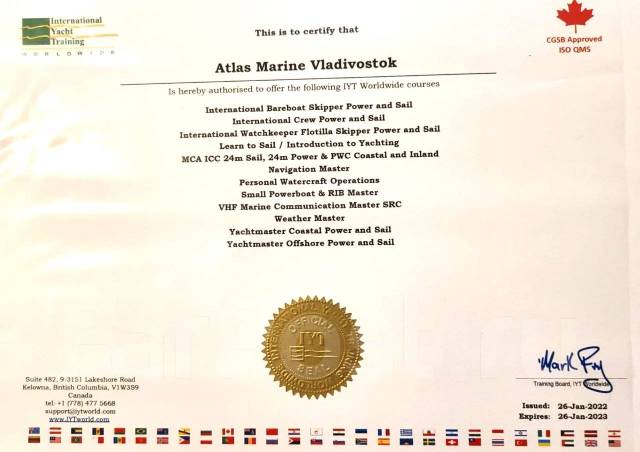 International
Yacht
Training
WORLDWIDE
This is to certify that
CGSB Approved
ISO QMS
Atlas Marine Vladivostok
Is hereby authorised to offer the following IYT Worldwide courses
International Bareboat Skipper Power and Sail
International Crew Power and Sail
International Watchkeeper Flotilla Skipper Power and Sail
Learn to Sail / Introduction to Yachting
MCA ICC 24m Sail, 24m Power & PWC Coastal and Inland
Navigation Master
Personal Watercraft Operations
Small Powerboat & RIB Master
VHF Marine Communication Master SRC
Weather Master
Yachtmaster Coastal Power and Sail
Yachtmaster Offshore Power and Sail
OFFICIAL
IYT
SEAL
Mark
Training Board, IYT Worldwide
Suite 482, 9-3151 Lakeshore Road
Kelowna, British Columbia, V1W3S9
Canada
tel: +1 (778) 477 5668
support@iytworld.com
www.IYTworld.com
Issued: 26-Jan-2022
Expires: 26-Jan-2023